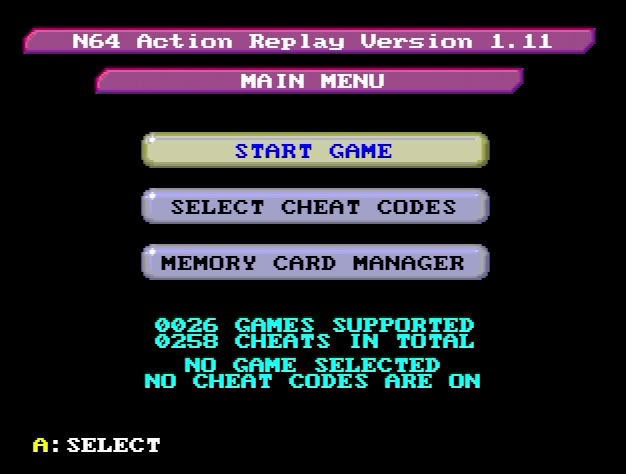 N64 Action Replay Version 1.11
MAIN MENU
START GAME
SELECT CHEAT CODES
MEMORY CARD MANAGER
0026 GAMES SUPPORTED
0258 CHEATS IN TOTAL
NO GAME SELECTED
NO CHEAT CODES ARE ON
A:SELECT